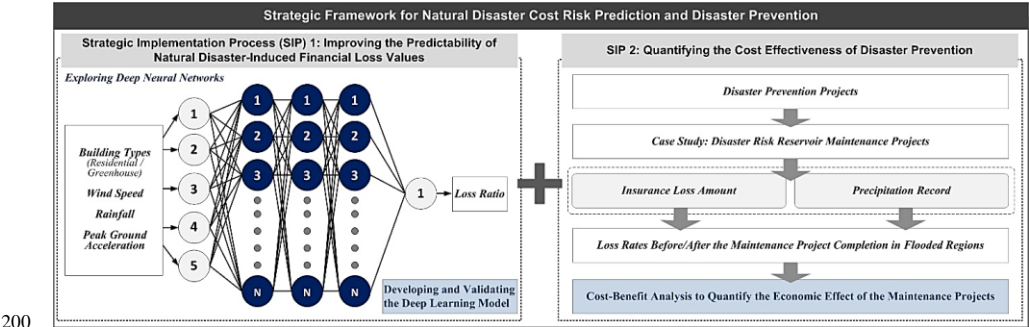 Strategic Framework for Natural Disaster Cost Risk Prediction and Disaster Prevention
Strategic Implementation Process (SIP) 1: Improving the Predictability of
Natural Disaster-Induced Financial Loss Values
Exploring Deep Neural Networks
Building Types
(Residential /
Greenhouse)
Wind Speed
Rainfall
Peak Ground
Acceleration
1
2
3
4
5
1
2
3
N
1
2
3
N
1
2
3
N
1
Loss Ratio
Developing and Validating
the Deep Learning Model
+
SIP 2: Quantifying the Cost Effectiveness of Disaster Prevention
Disaster Prevention Projects
Case Study: Disaster Risk Reservoir Maintenance Projects
Insurance Loss Amount
Precipitation Record
Loss Rates Before/After the Maintenance Project Completion in Flooded Regions
Cost-Benefit Analysis to Quantify the Economic Effect of the Maintenance Projects
200